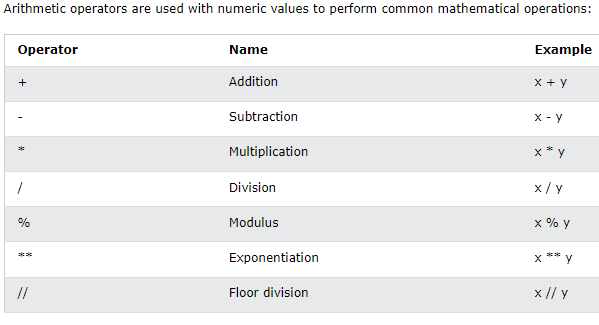 Arithmetic operators are used with numeric values to perform common mathematical operations:
Operator Name Example
+ Addition x + y
- Subtraction x - y
* Multiplication x * y
/ Division x / y
% Modulus x % y
** Exponentiation x ** y
// Floor division x // y